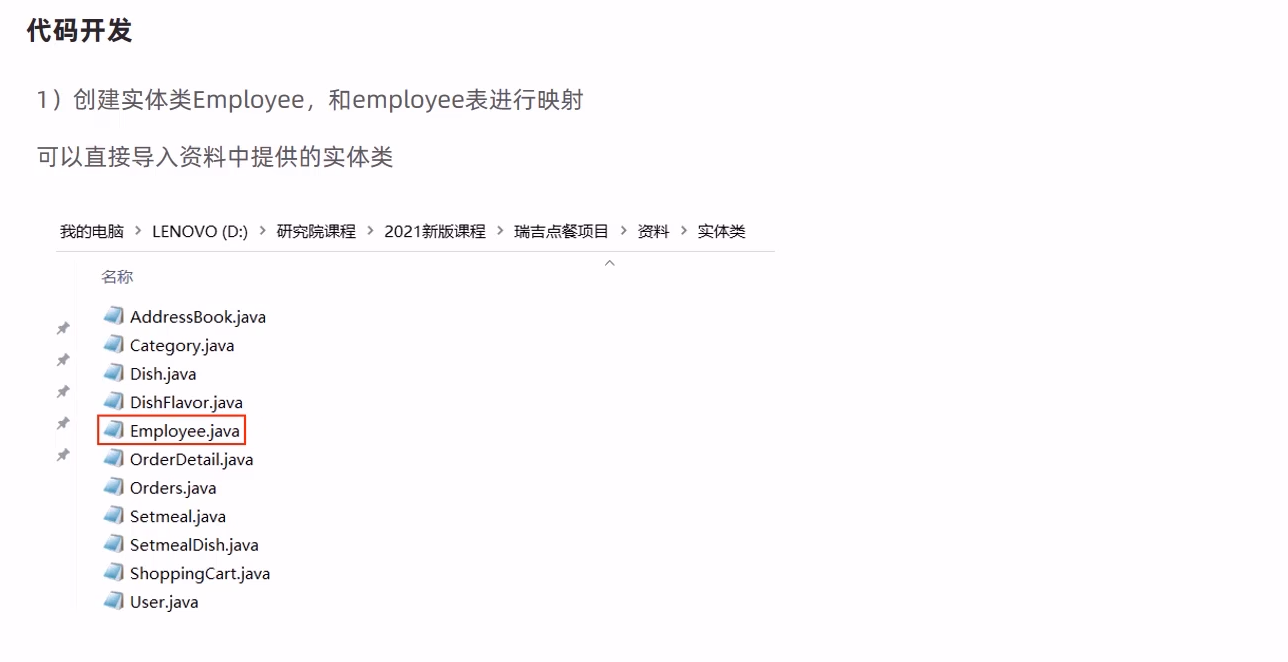 代码开发
1）创建实体类Employee，和employee表进行映射
可以直接导入资料中提供的实体类
我的电脑 > LENOVO (D:) > 研究院课程 > 2021新版课程 > 瑞吉点餐项目 > 资料 > 实体类
名称
AddressBook.java
Category.java
Dish.java
DishFlavor.java
Employee.java
OrderDetail.java
Orders.java
Setmeal.java
SetmealDish.java
ShoppingCart.java
User.java